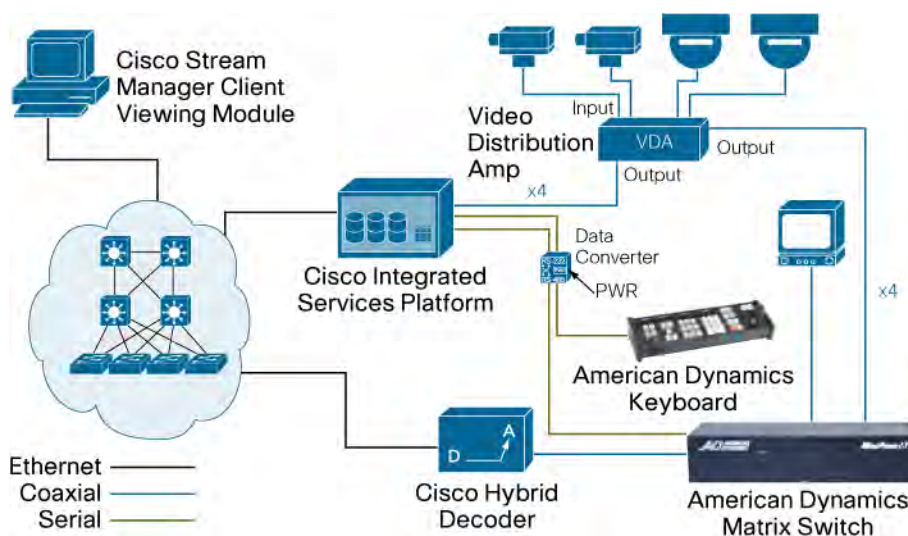 Cisco Stream
Manager Client
Viewing Module
Input
Video
Distribution
Amp
VDA
Output
Output
x4
x4
Data
Converter
PWR
Cisco Integrated
Services Platform
American Dynamics
Keyboard
A
D
Ethernet
Coaxial
Serial
Cisco Hybrid
Decoder
American Dynamics
Matrix Switch